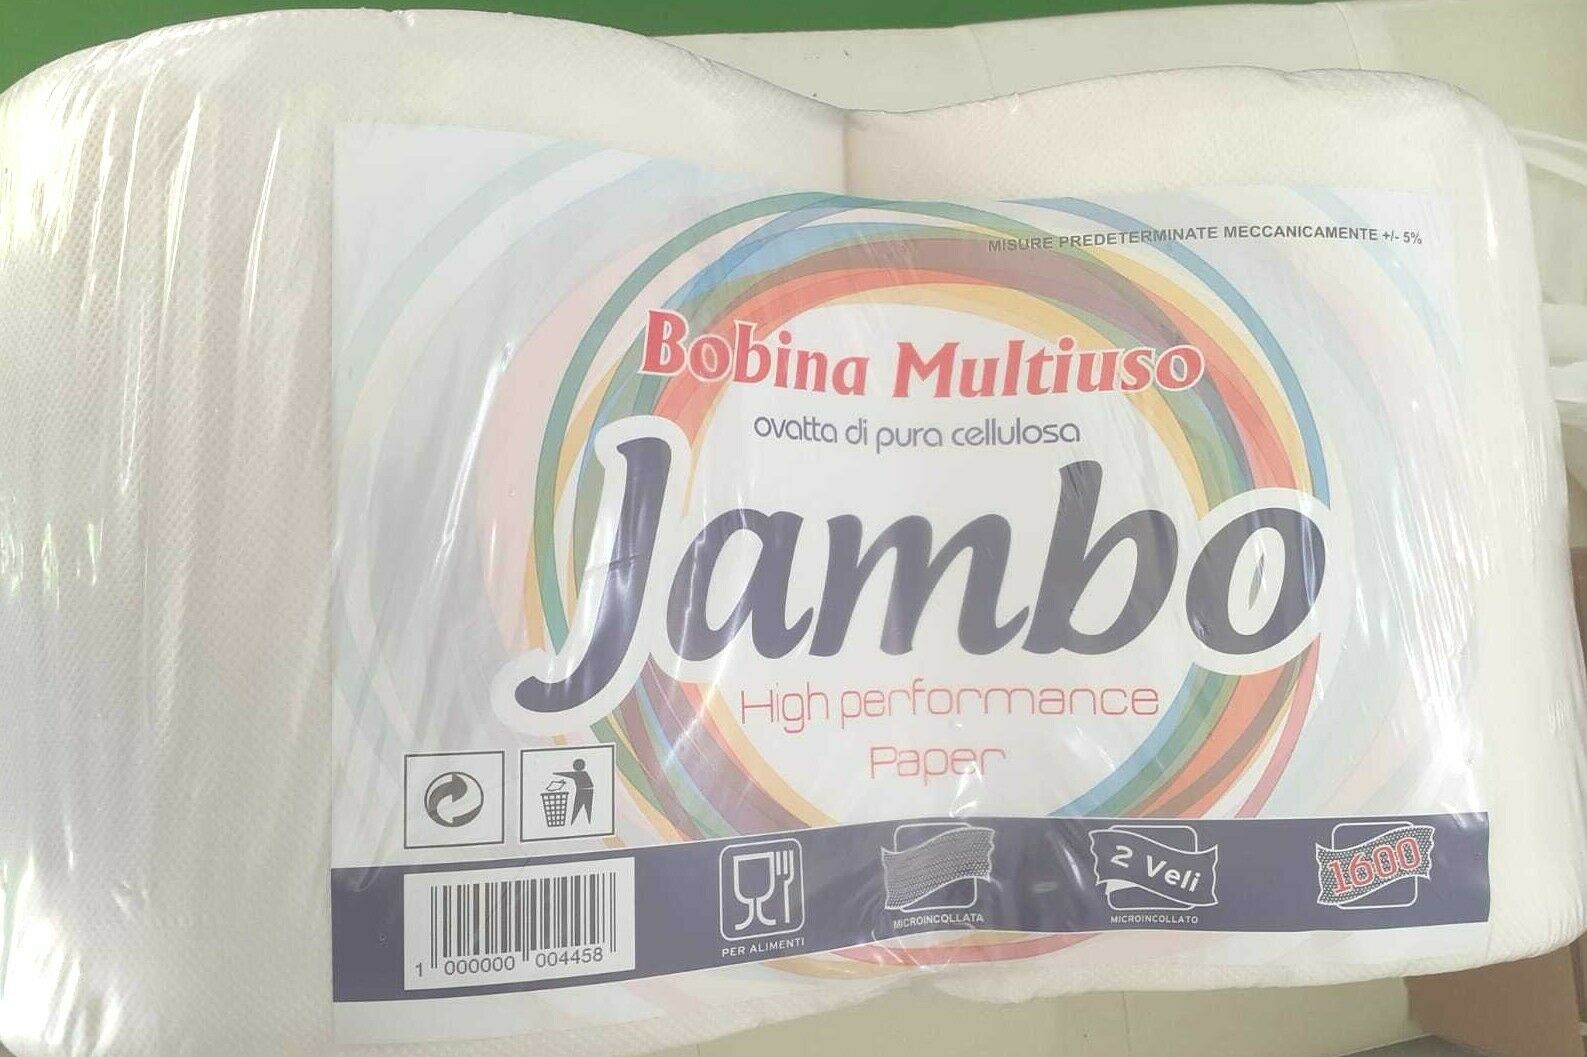 MISURE PREDETERMINATE MECCANICAMENTE +/- 5%
Bobina Multiuso
ovatta di pura cellulosa
Jambo
High performance
Paper
PER ALIMENTI
MICROINCOLLATA
2 Veli
MICROINCOLLATO
1600
1 000000 004458